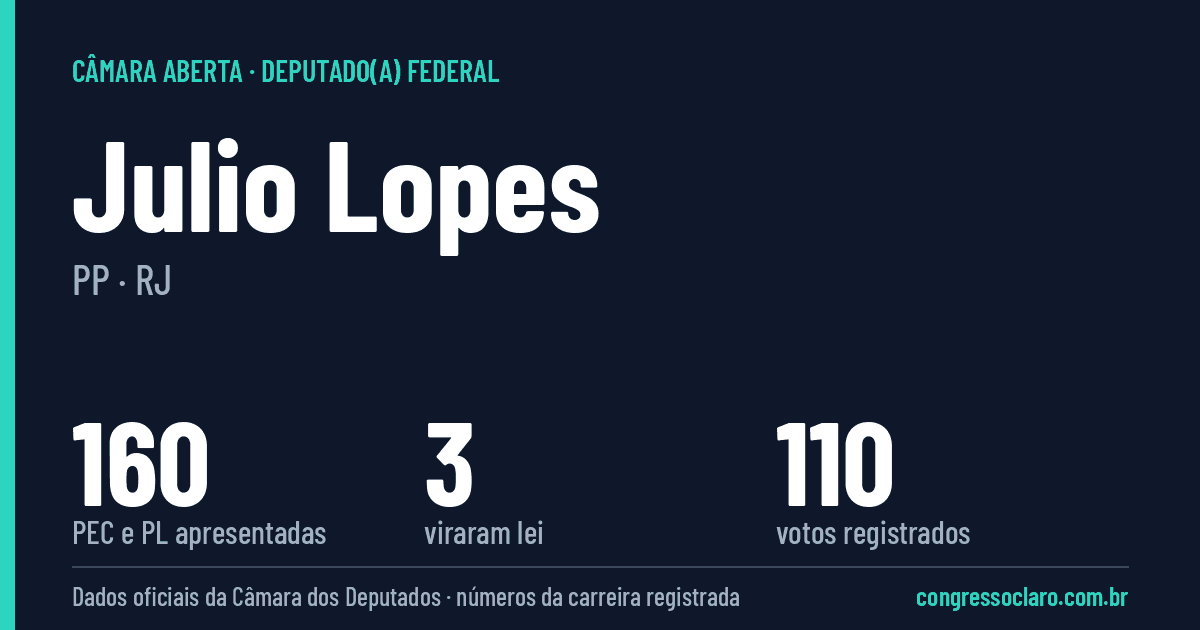 CÂMARA ABERTA · DEPUTADO(A) FEDERAL
Julio Lopes
PP · RJ
160
PEC e PL apresentadas
3
viraram lei
110
votos registrados
Dados oficiais da Câmara dos Deputados · números da carreira registrada
congressoclaro.com.br